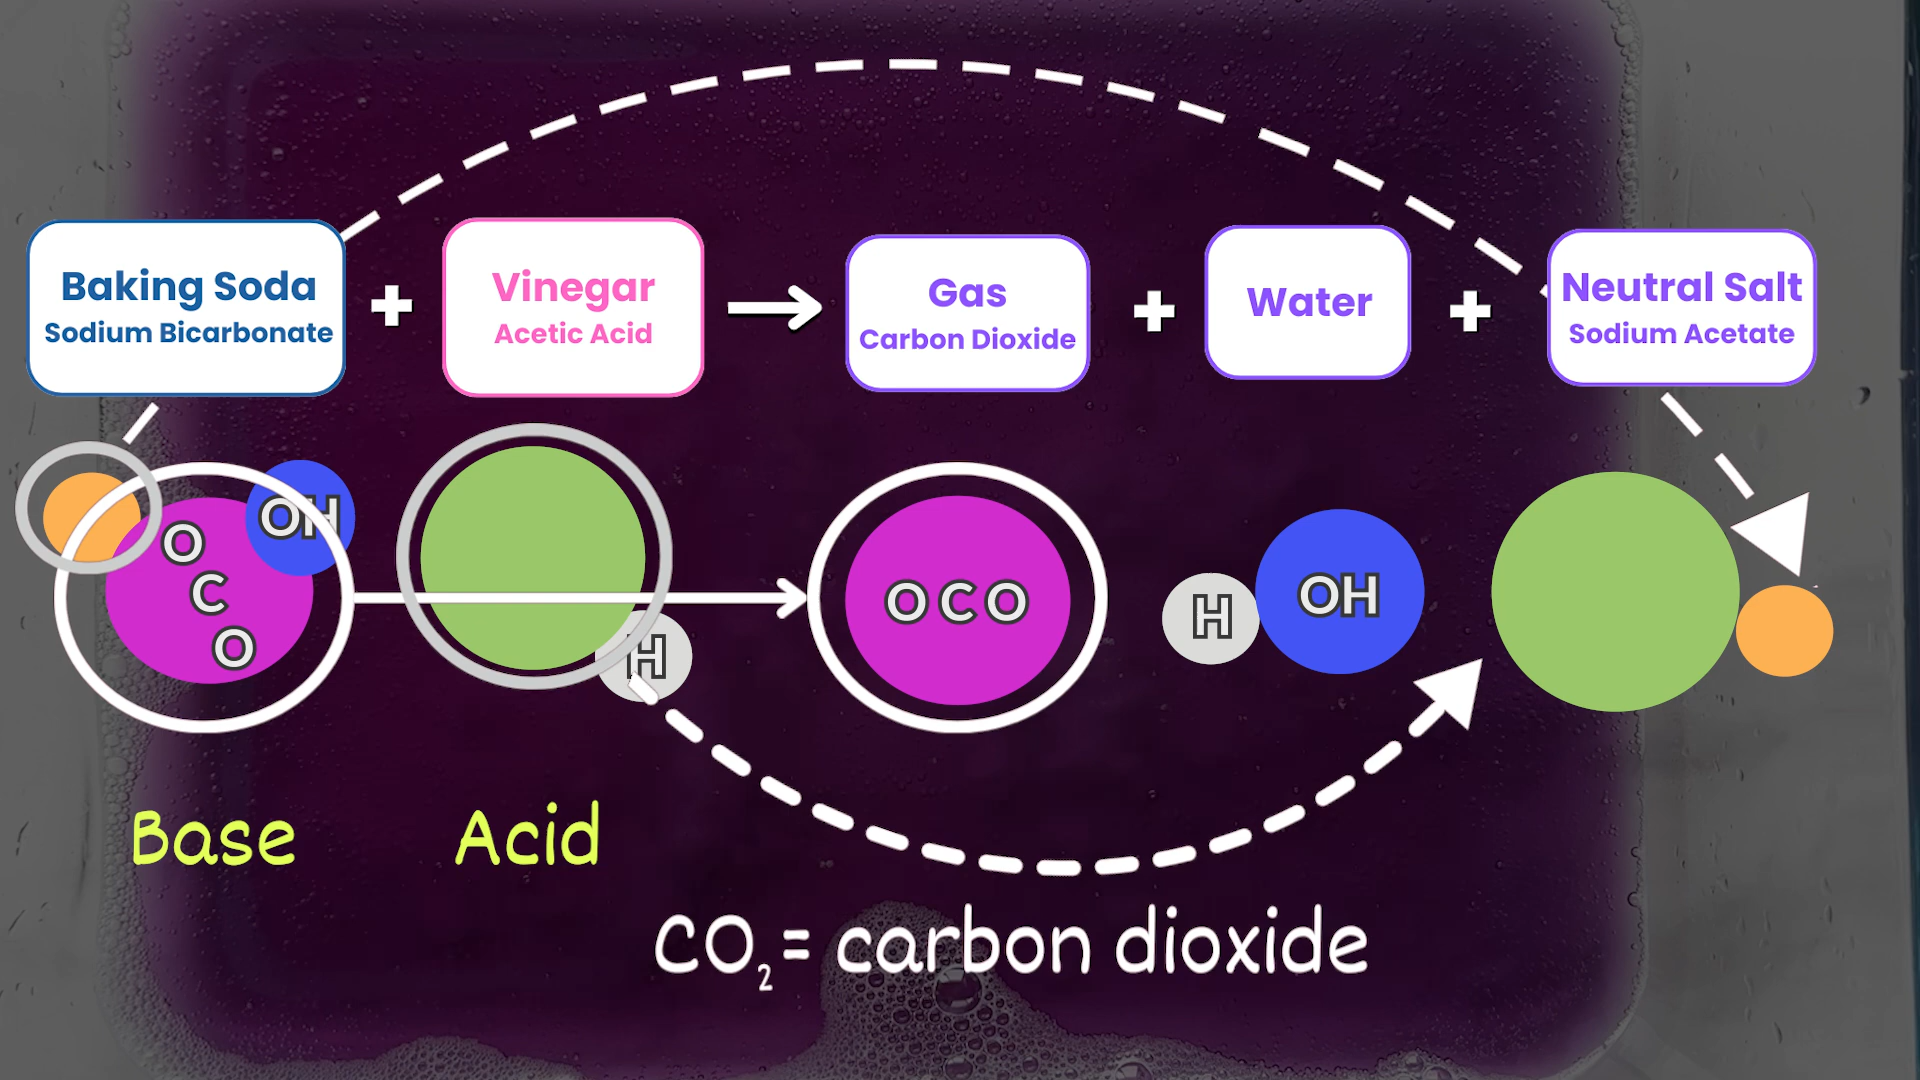 Baking Soda
Sodium Bicarbonate
+
Vinegar
Acetic Acid
→
Gas
Carbon Dioxide
+
Water
+
Neutral Salt
Sodium Acetate
O
C
O
OH
H
O C O
H
OH
Base
Acid
CO₂ = carbon dioxide